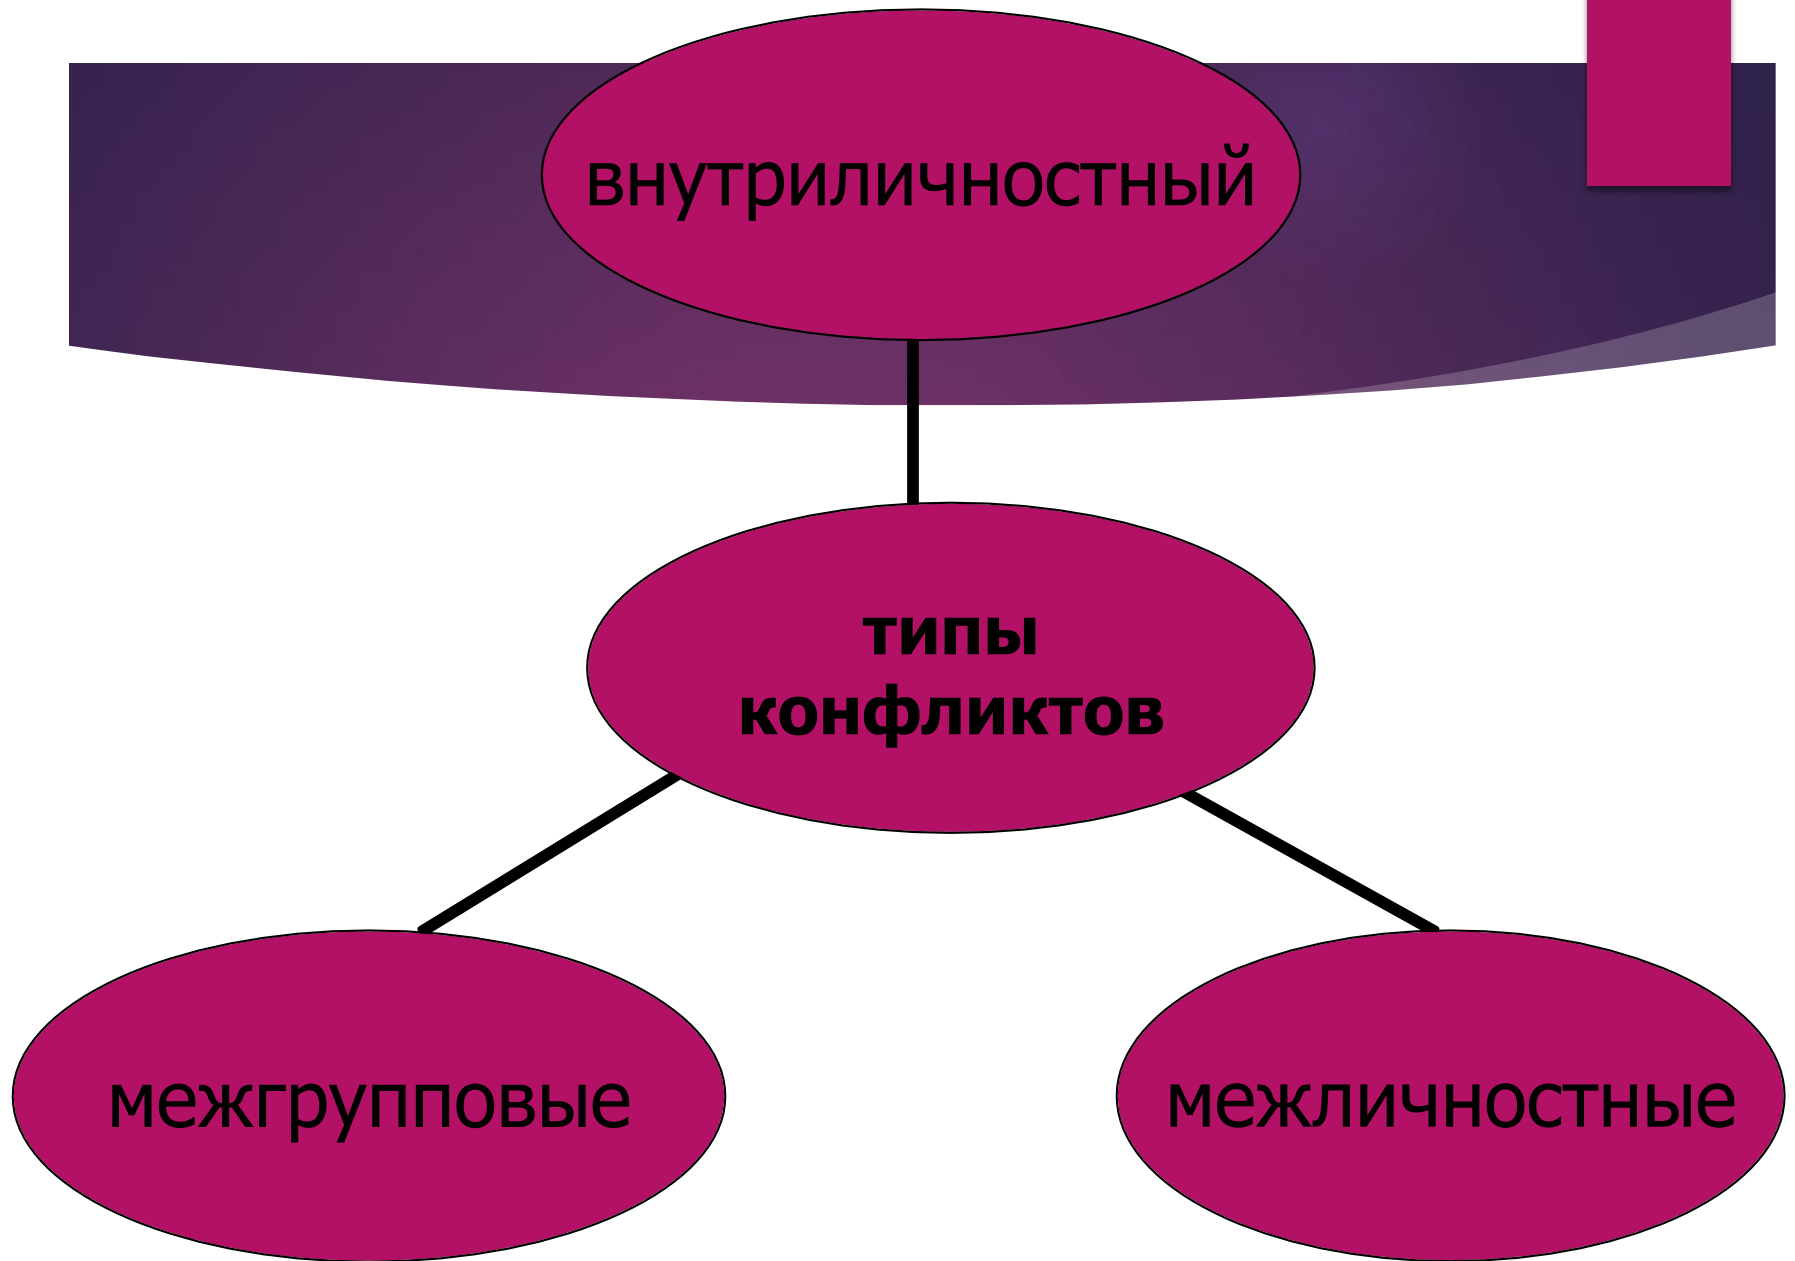 внутриличностный
типы
конфликтов
межгрупповые
межличностные